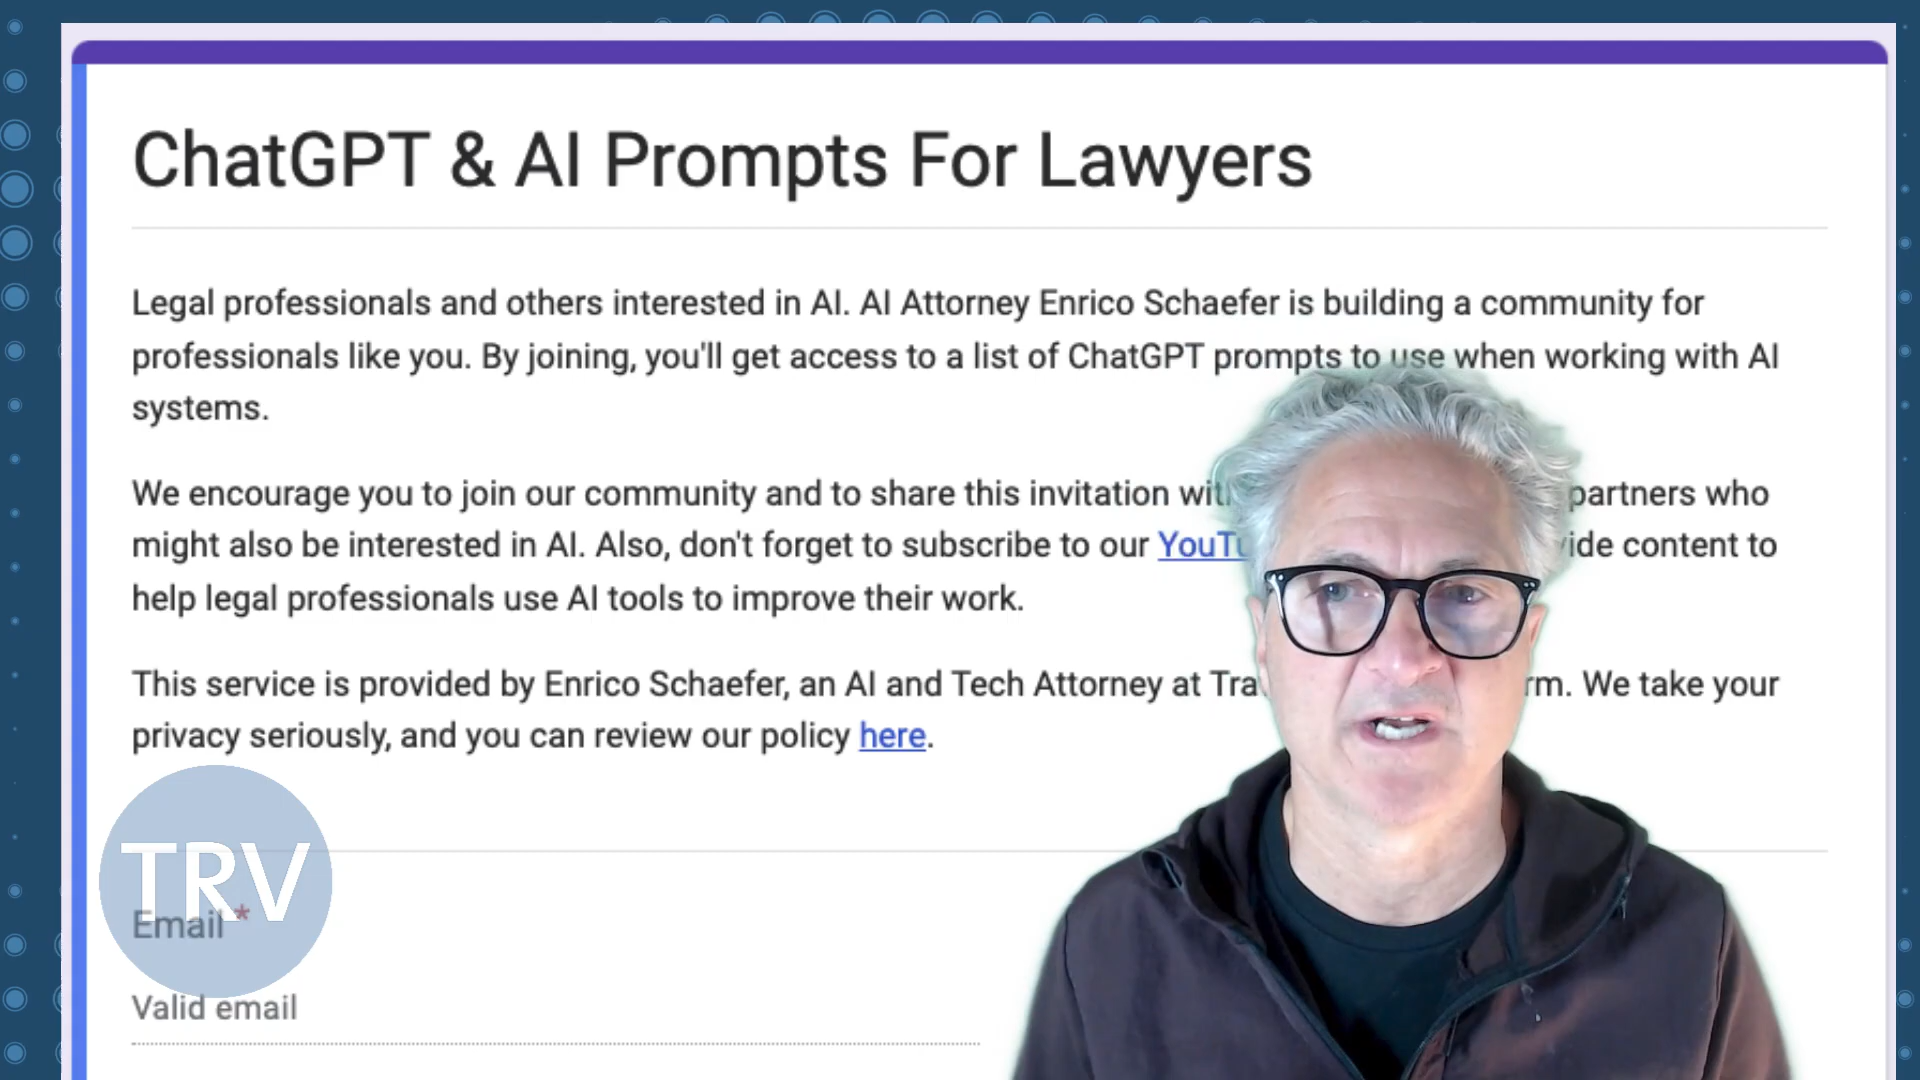 ChatGPT & AI Prompts For Lawyers
Legal professionals and others interested in AI. AI Attorney Enrico Schaefer is building a community for
professionals like you. By joining, you'll get access to a list of ChatGPT prompts to use when working with AI
systems.
We encourage you to join our community and to share this invitation partners who
might also be interested in AI. Also, don't forget to subscribe to our content to
help legal professionals use AI tools to improve their work.
This service is provided by Enrico Schaefer, an AI and Tech Attorney at We take your
privacy seriously, and you can review our policy here.
TRV
Email *
Valid email